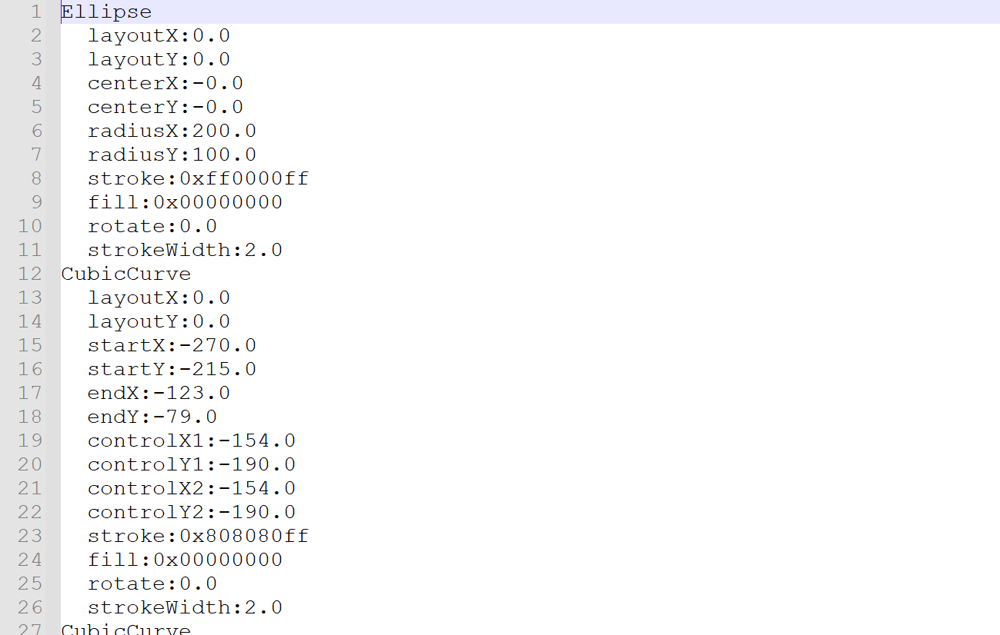 1 Ellipse
2   layoutX:0.0
3   layoutY:0.0
4   centerX:-0.0
5   centerY:-0.0
6   radiusX:200.0
7   radiusY:100.0
8   stroke:0xff0000ff
9   fill:0x00000000
10   rotate:0.0
11   strokeWidth:2.0
12 CubicCurve
13   layoutX:0.0
14   layoutY:0.0
15   startX:-270.0
16   startY:-215.0
17   endX:-123.0
18   endY:-79.0
19   controlX1:-154.0
20   controlY1:-190.0
21   controlX2:-154.0
22   controlY2:-190.0
23   stroke:0x808080ff
24   fill:0x00000000
25   rotate:0.0
26   strokeWidth:2.0
27 CubicCurve